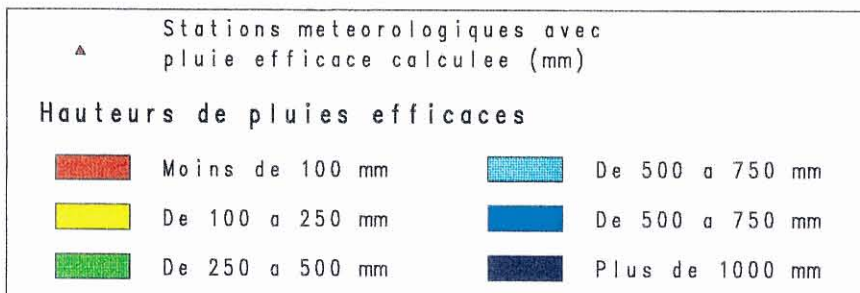 Stations meteorologiques avec
pluie efficace calculee (mm)
Hauteurs de pluies efficaces
Moins de 100 mm
De 100 a 250 mm
De 250 a 500 mm
De 500 a 750 mm
De 500 a 750 mm
Plus de 1000 mm